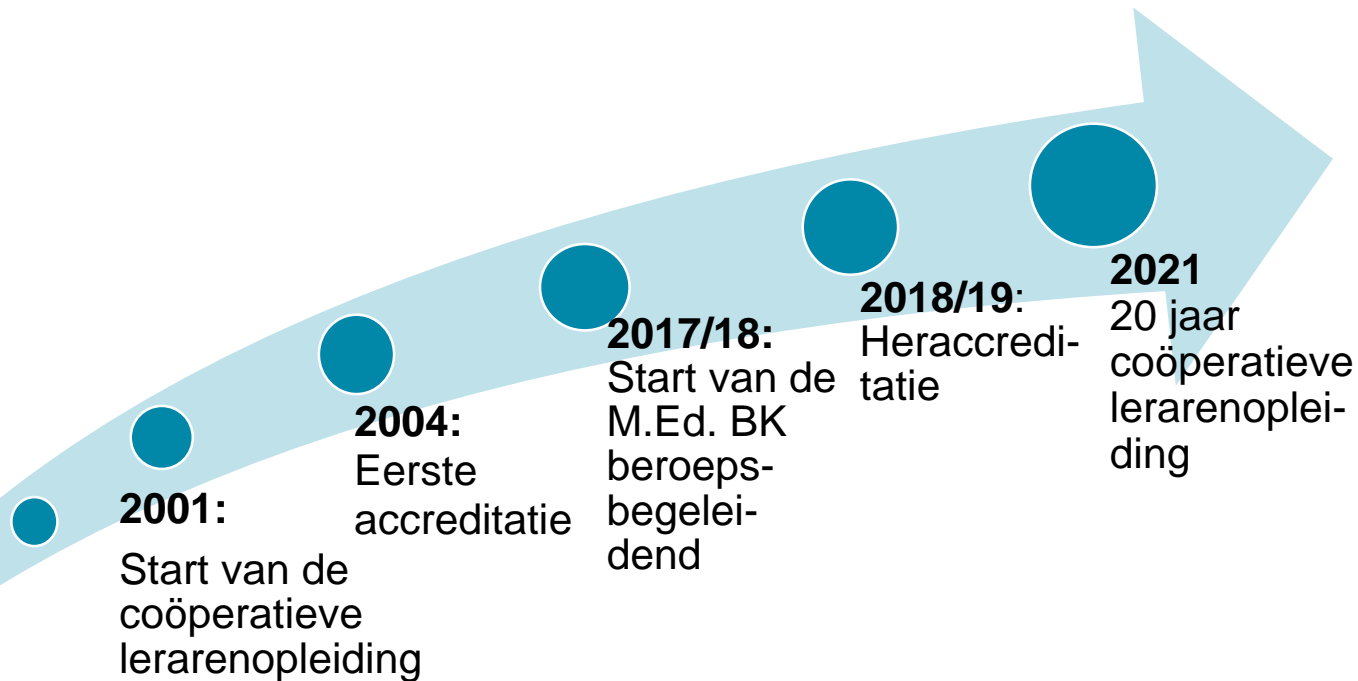 2001:
Start van de
coöperatieve
lerarenopleiding
2004:
Eerste
accreditatie
2017/18:
Start van de
M.Ed. BK
beroeps-
begelei-
dend
2018/19:
Heraccredi-
tatie
2021
20 jaar
coöperatieve
lerarenoplei-
ding